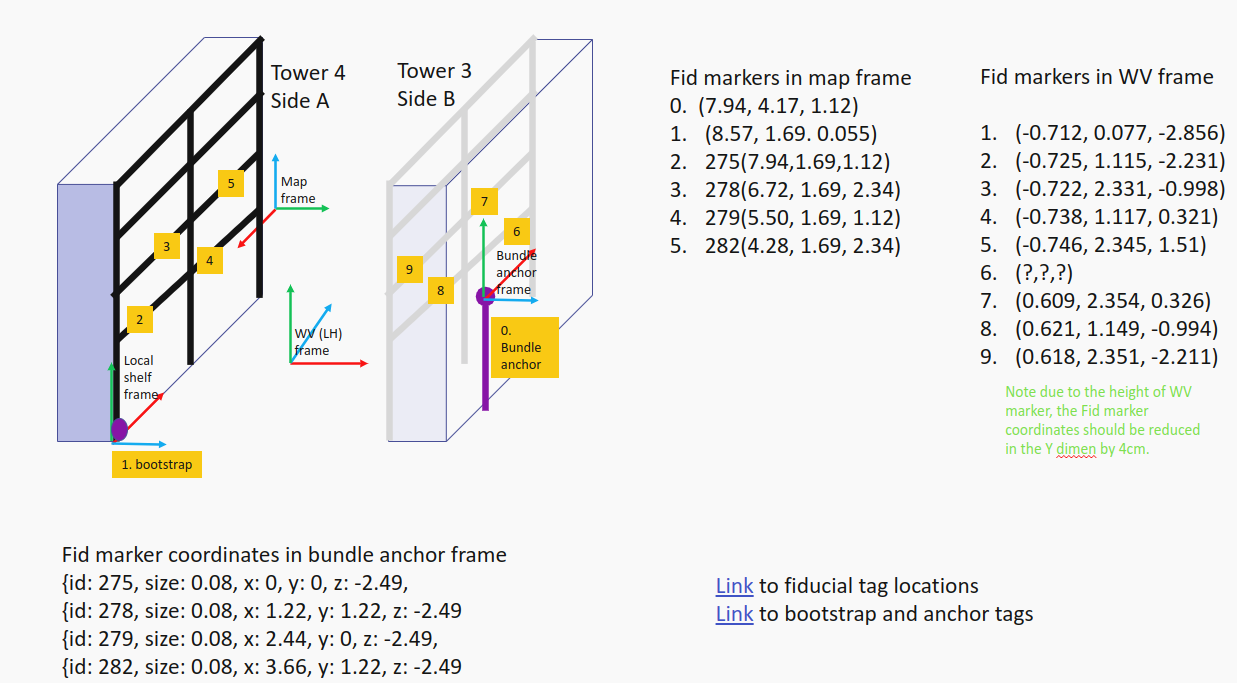 Tower 4
Side A
5
Map
frame
3
4
2
WV (LH)
frame
Local
shelf
frame
1. bootstrap
Tower 3
Side B
7
6
Bundle
anchor
frame
9
8
0.
Bundle
anchor
Fid markers in map frame
0. (7.94, 4.17, 1.12)
1. (8.57, 1.69. 0.055)
2. 275(7.94,1.69,1.12)
3. 278(6.72, 1.69, 2.34)
4. 279(5.50, 1.69, 1.12)
5. 282(4.28, 1.69, 2.34)
Fid markers in WV frame
1. (-0.712, 0.077, -2.856)
2. (-0.725, 1.115, -2.231)
3. (-0.722, 2.331, -0.998)
4. (-0.738, 1.117, 0.321)
5. (-0.746, 2.345, 1.51)
6. (?,?,?)
7. (0.609, 2.354, 0.326)
8. (0.621, 1.149, -0.994)
9. (0.618, 2.351, -2.211)
Note due to the height of WV
marker, the Fid marker
coordinates should be reduced
in the Y dimen by 4cm.
Fid marker coordinates in bundle anchor frame
{id: 275, size: 0.08, x: 0, y: 0, z: -2.49,
{id: 278, size: 0.08, x: 1.22, y: 1.22, z: -2.49
{id: 279, size: 0.08, x: 2.44, y: 0, z: -2.49,
{id: 282, size: 0.08, x: 3.66, y: 1.22, z: -2.49
Link to fiducial tag locations
Link to bootstrap and anchor tags